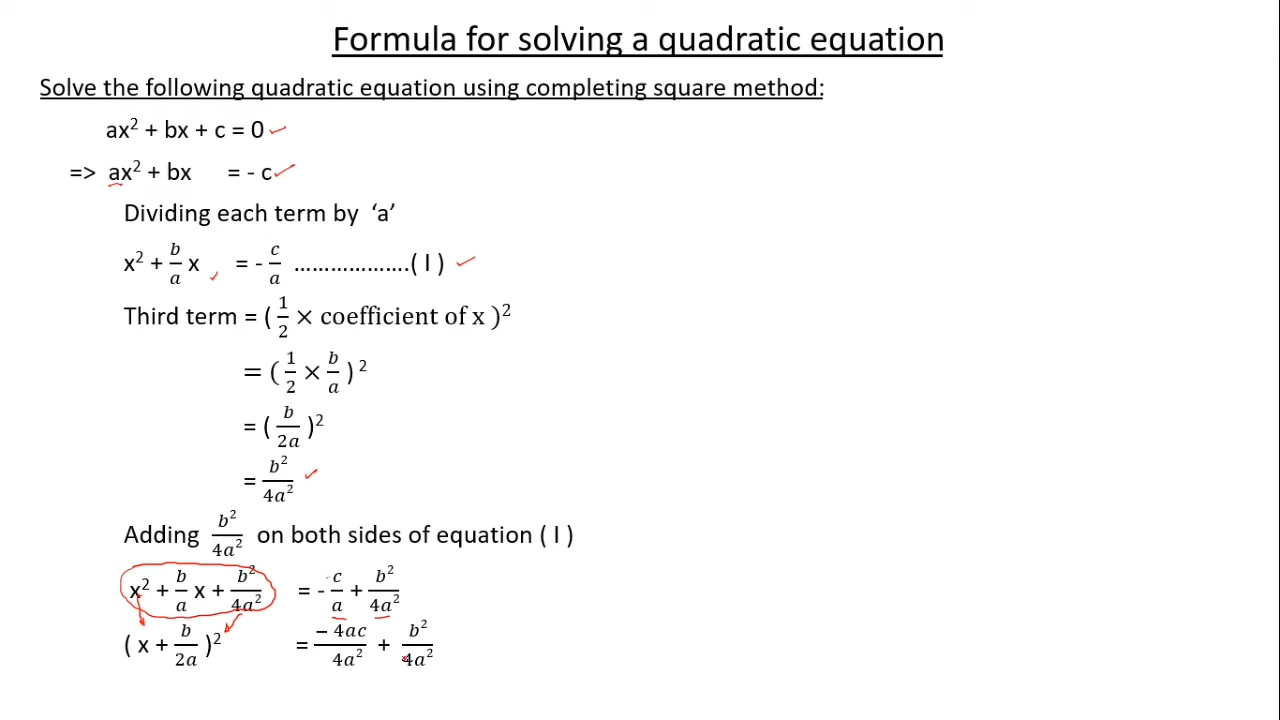 Formula for solving a quadratic equation
Solve the following quadratic equation using completing square method:
ax² + bx + c = 0
=> ax² + bx = - c
Dividing each term by ‘a’
x² + b/a x = - c/a ……………….( I )
Third term = ( 1/2 × coefficient of x )²
= ( 1/2 × b/a ) ²
= ( b/2a )²
= b²/4a²
Adding b²/4a² on both sides of equation ( I )
x² + b/a x + b²/4a² = - c/a + b²/4a²
( x + b/2a )² = − 4ac/4a² + b²/4a²